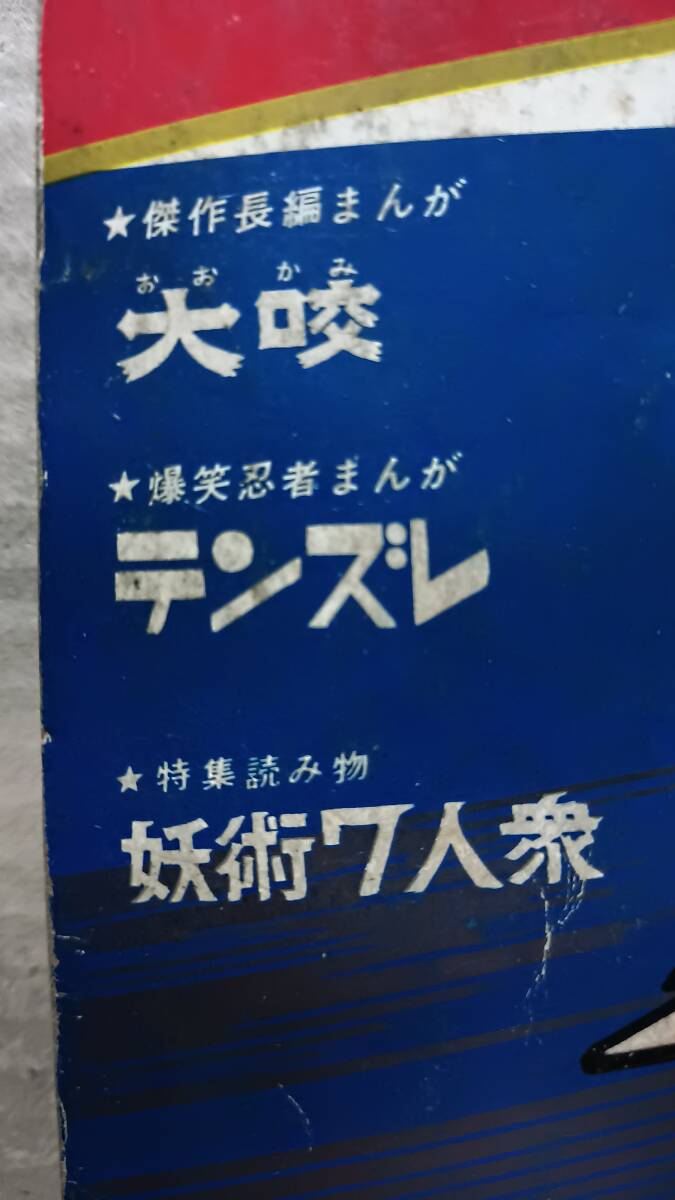 ★傑作長編まんが
おおかみ
大咬
★爆笑忍者まんが
テンズレ
★特集読み物
妖術7人衆